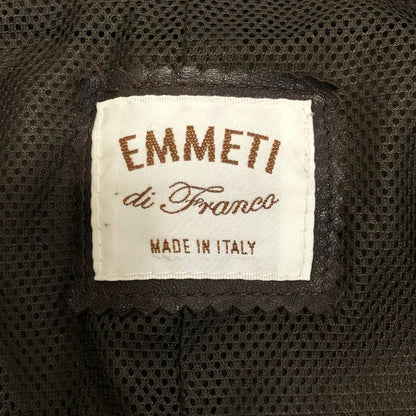 EMMETI
di Franco
MADE IN ITALY